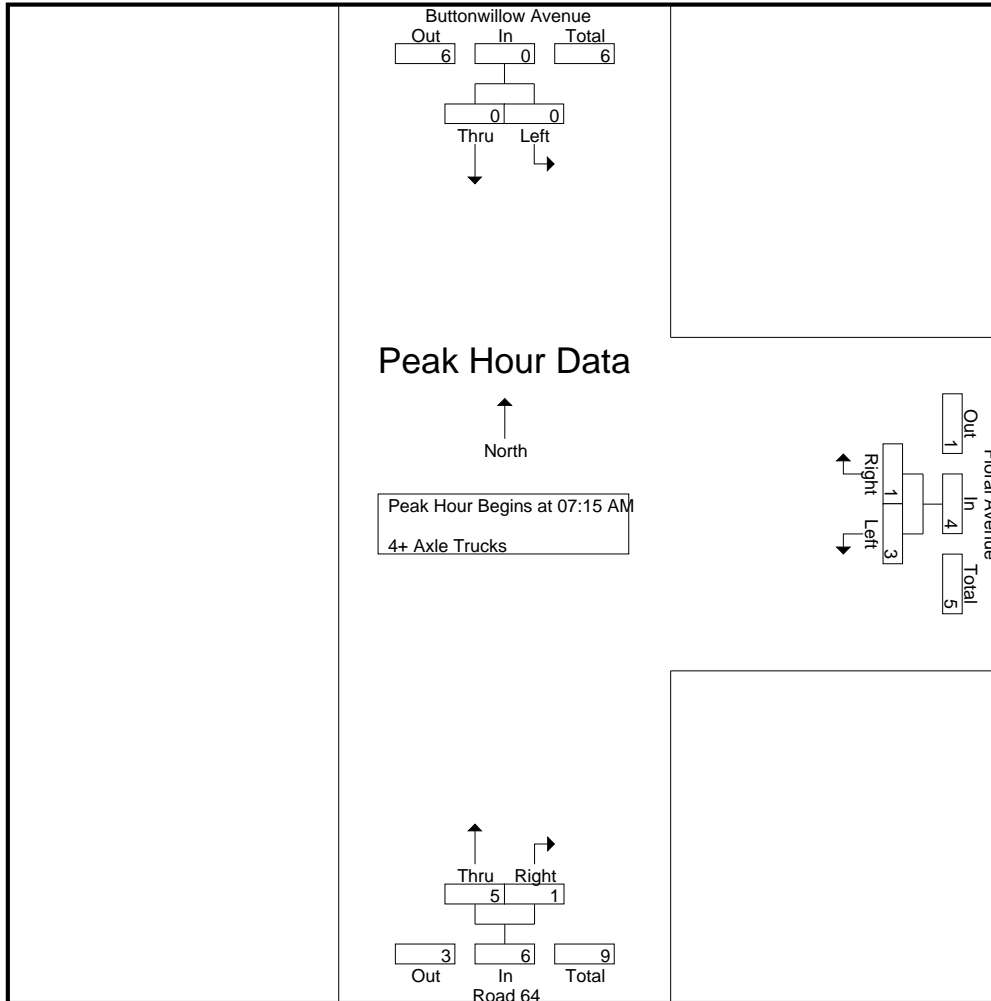 Buttonwillow Avenue
Out In Total
6 0 6
0 0
Thru Left
Peak Hour Data
North
Peak Hour Begins at 07:15 AM
4+ Axle Trucks
Floral Avenue
Out In Total
1 4 5
1 3
Right Left
Thru Right
5 1
3 6 9
Out In Total
Road 64